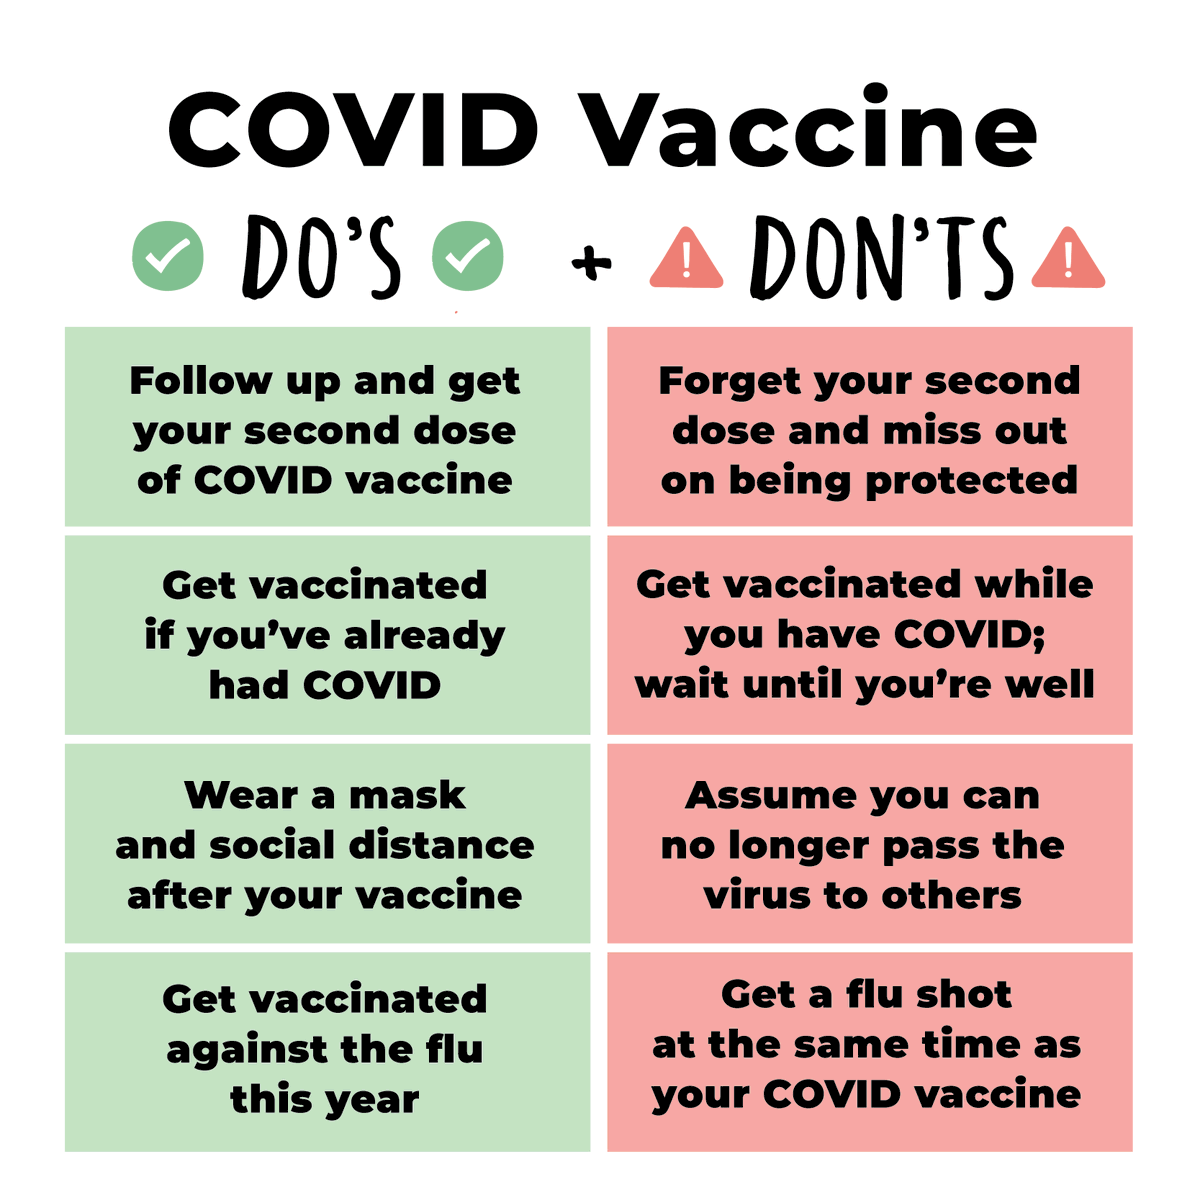 COVID Vaccine
DO'S + DON'TS
Follow up and get
your second dose
of COVID vaccine
Forget your second
dose and miss out
on being protected
Get vaccinated
if you've already
had COVID
Get vaccinated while
you have COVID;
wait until you're well
Wear a mask
and social distance
after your vaccine
Assume you can
no longer pass the
virus to others
Get vaccinated
against the flu
this year
Get a flu shot
at the same time as
your COVID vaccine